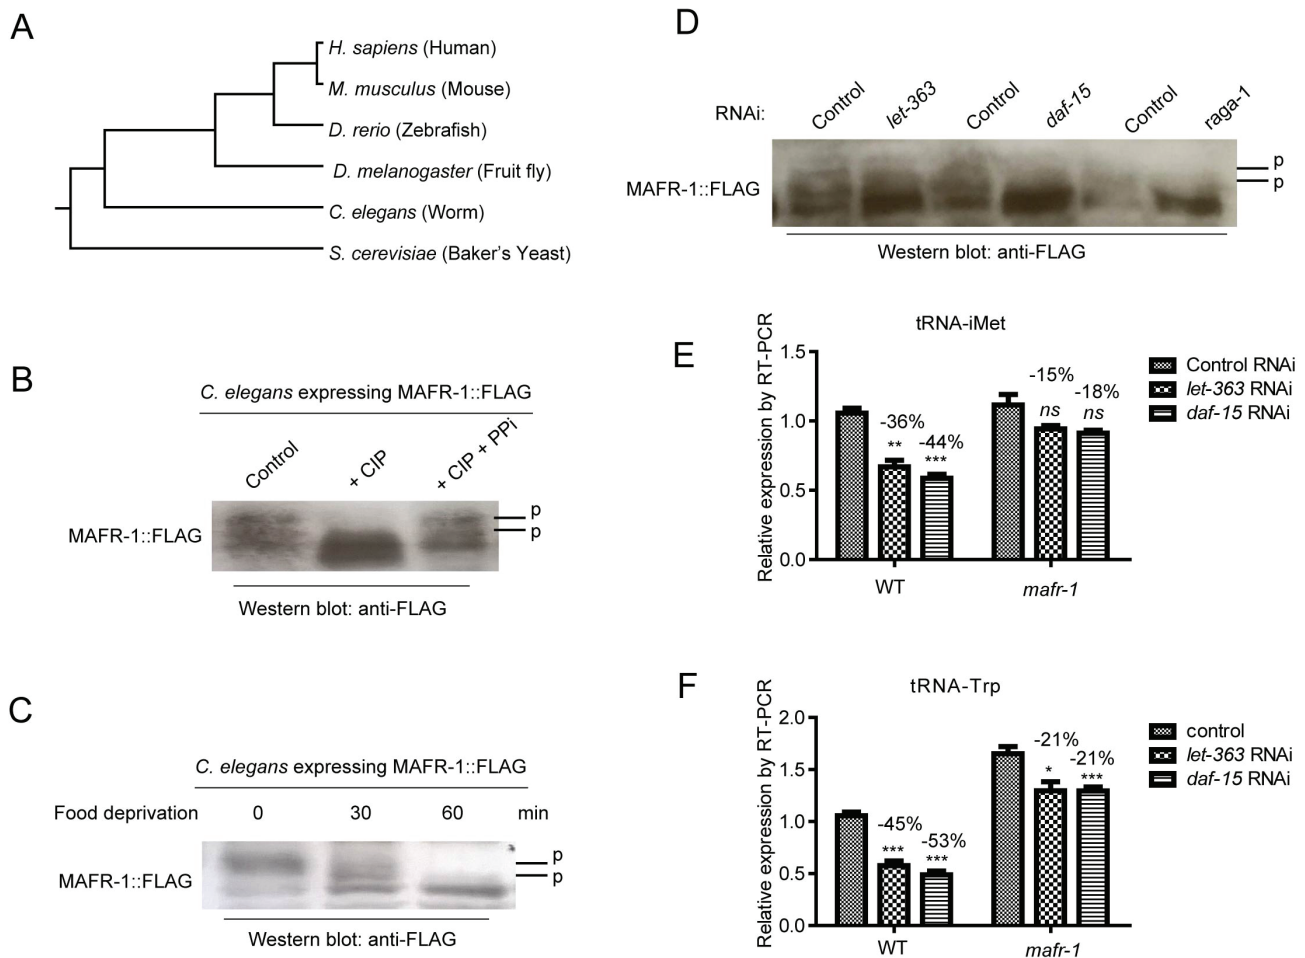 A
H. sapiens (Human)
M. musculus (Mouse)
D. rerio (Zebrafish)
D. melanogaster (Fruit fly)
C. elegans (Worm)
S. cerevisiae (Baker's Yeast)
B
C. elegans expressing MAFR-1::FLAG
Control
+ CIP
+ CIP + PPi
MAFR-1::FLAG
p
p
Western blot: anti-FLAG
C
C. elegans expressing MAFR-1::FLAG
Food deprivation 0 30 60 min
MAFR-1::FLAG
p
p
Western blot: anti-FLAG
D
RNAi: Control let-363 Control daf-15 Control raga-1
MAFR-1::FLAG
p
p
Western blot: anti-FLAG
E
tRNA-iMet
Relative expression by RT-PCR
1.5
1.0
0.5
0.0
-36%
**
-44%
***
-15%
ns
-18%
ns
WT
mafr-1
Control RNAi
let-363 RNAi
daf-15 RNAi
F
tRNA-Trp
Relative expression by RT-PCR
2.0
1.5
1.0
0.5
0.0
-45%
***
-53%
***
-21%
*
-21%
***
WT
mafr-1
control
let-363 RNAi
daf-15 RNAi